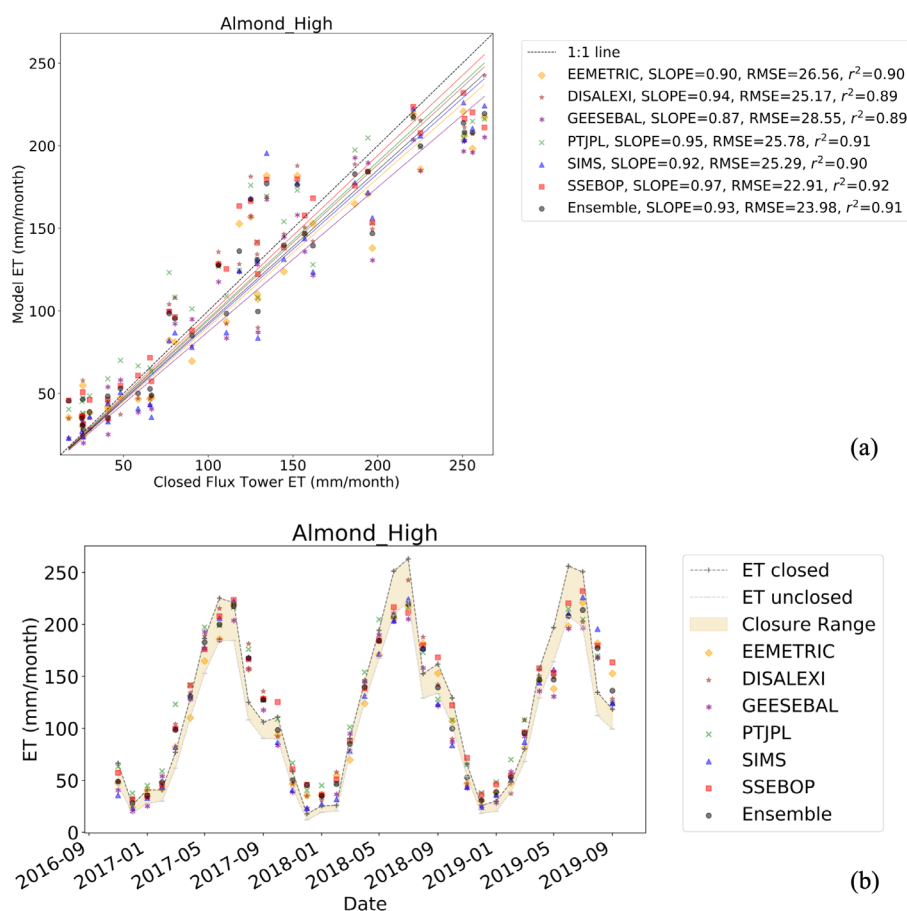 Almond_High
250
200
150
100
50
Model ET (mm/month)
50 100 150 200 250
Closed Flux Tower ET (mm/month)
1:1 line
EEMETRIC, SLOPE=0.90, RMSE=26.56, r²=0.90
DISALEXI, SLOPE=0.94, RMSE=25.17, r²=0.89
GEESEBAL, SLOPE=0.87, RMSE=28.55, r²=0.89
PTJPL, SLOPE=0.95, RMSE=25.78, r²=0.91
SIMS, SLOPE=0.92, RMSE=25.29, r²=0.90
SSEBOP, SLOPE=0.97, RMSE=22.91, r²=0.92
Ensemble, SLOPE=0.93, RMSE=23.98, r²=0.91
(a)
Almond_High
250
200
150
100
50
0
ET (mm/month)
2016-09 2017-01 2017-05 2017-09 2018-01 2018-05 2018-09 2019-01 2019-05 2019-09
Date
ET closed
ET unclosed
Closure Range
EEMETRIC
DISALEXI
GEESEBAL
PTJPL
SIMS
SSEBOP
Ensemble
(b)